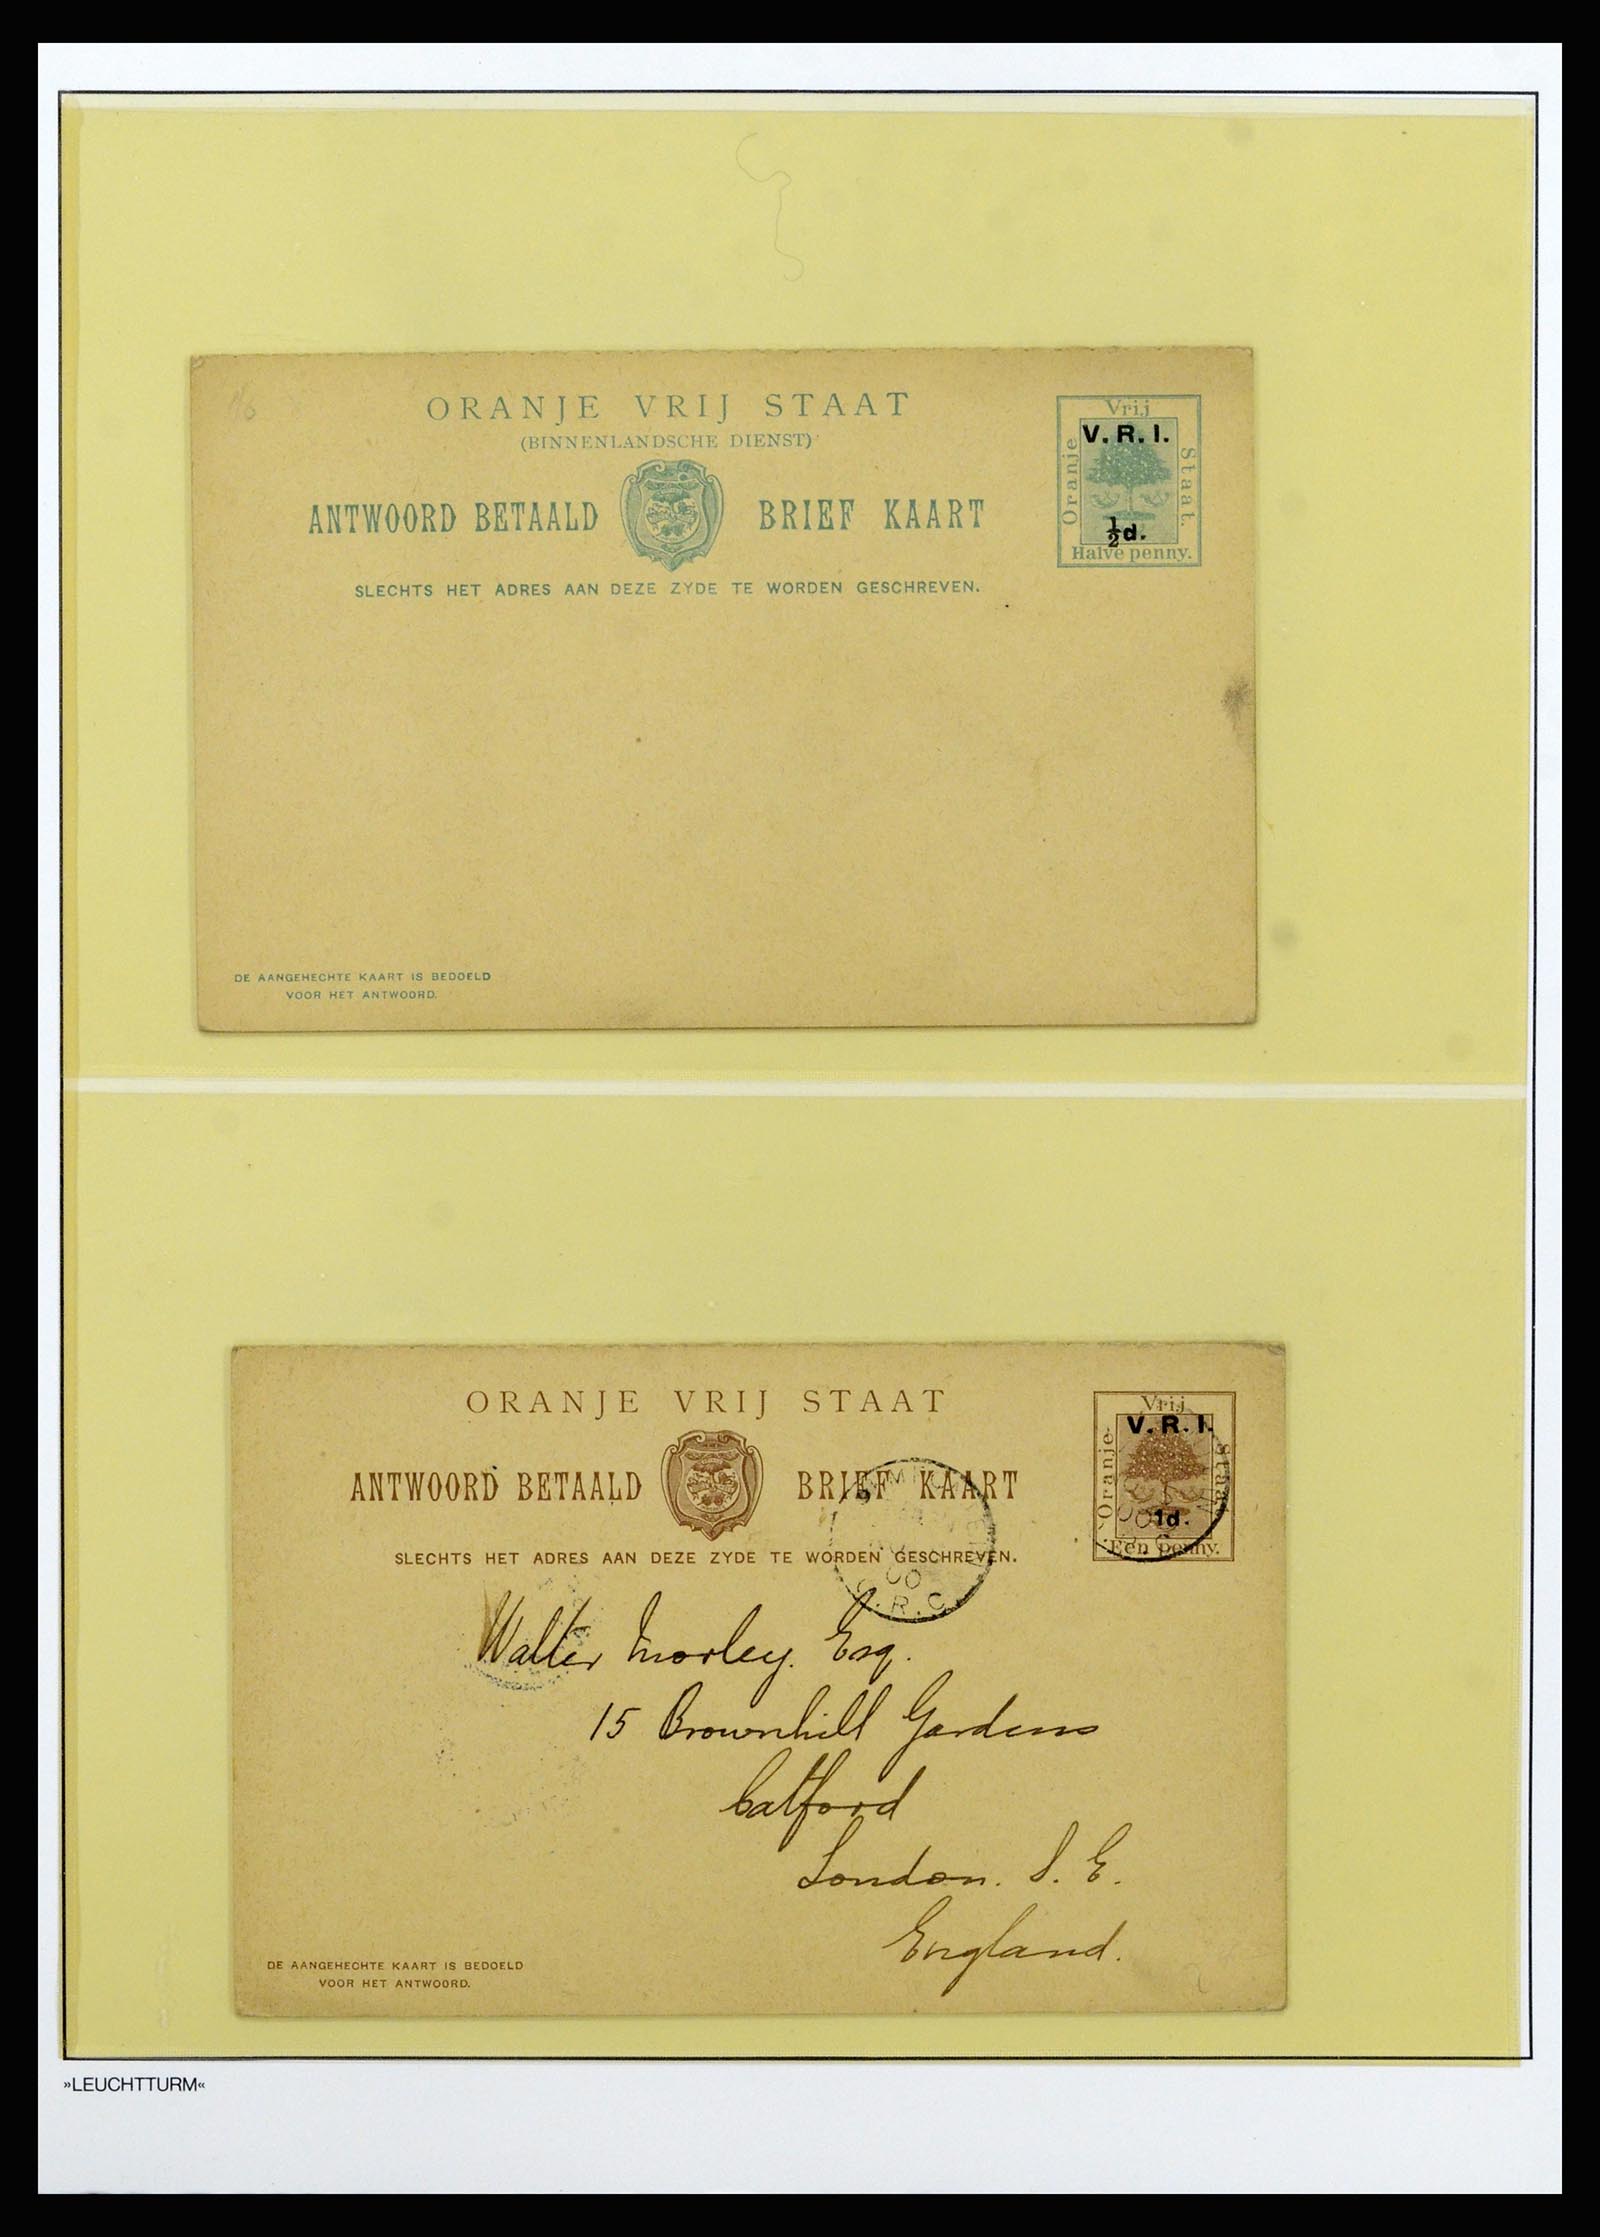 ORANJE VRIJ STAAT
(BINNENLANDSCHE DIENST)
ANTWOORD BETAALD BRIEF KAART
SLECHTS HET ADRES AAN DEZE ZYDE TE WORDEN GESCHREVEN.
Vrij
Oranje
Staat.
V. R. I.
½d.
Halve penny.
DE AANGEHECHTE KAART IS BEDOELD
VOOR HET ANTWOORD.
ORANJE VRIJ STAAT
ANTWOORD BETAALD BRIEF KAART
SLECHTS HET ADRES AAN DEZE ZYDE TE WORDEN GESCHREVEN.
Vrij
Oranje
Staat
V. R. I.
1d.
Een penny.
00
R. C
Walter Morley. Esq.
15 Brownhill Gardens
Catford
London. S. E.
England.
DE AANGEHECHTE KAART IS BEDOELD
VOOR HET ANTWOORD.
»LEUCHTTURM«